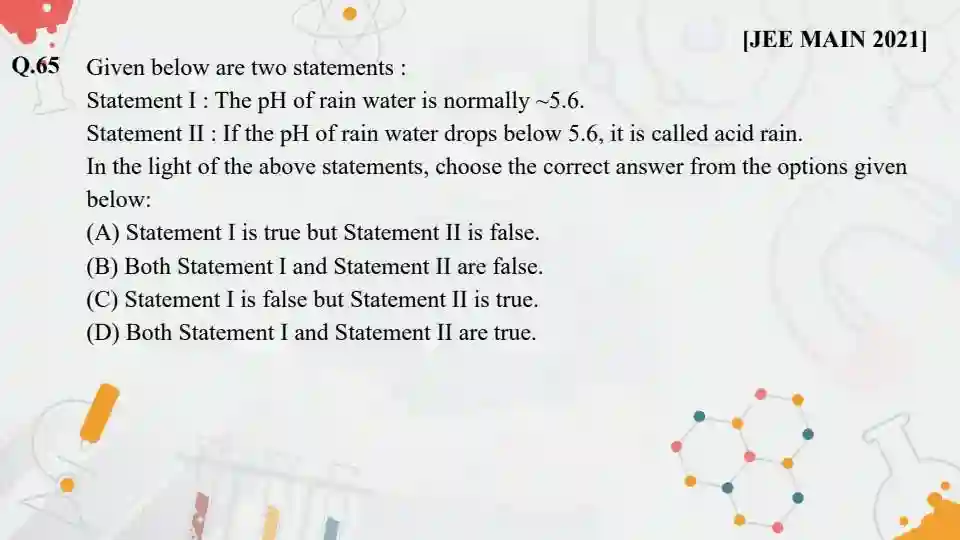 [JEE MAIN 2021]
Q.65 Given below are two statements :
Statement I : The pH of rain water is normally ~5.6.
Statement II : If the pH of rain water drops below 5.6, it is called acid rain.
In the light of the above statements, choose the correct answer from the options given
below:
(A) Statement I is true but Statement II is false.
(B) Both Statement I and Statement II are false.
(C) Statement I is false but Statement II is true.
(D) Both Statement I and Statement II are true.